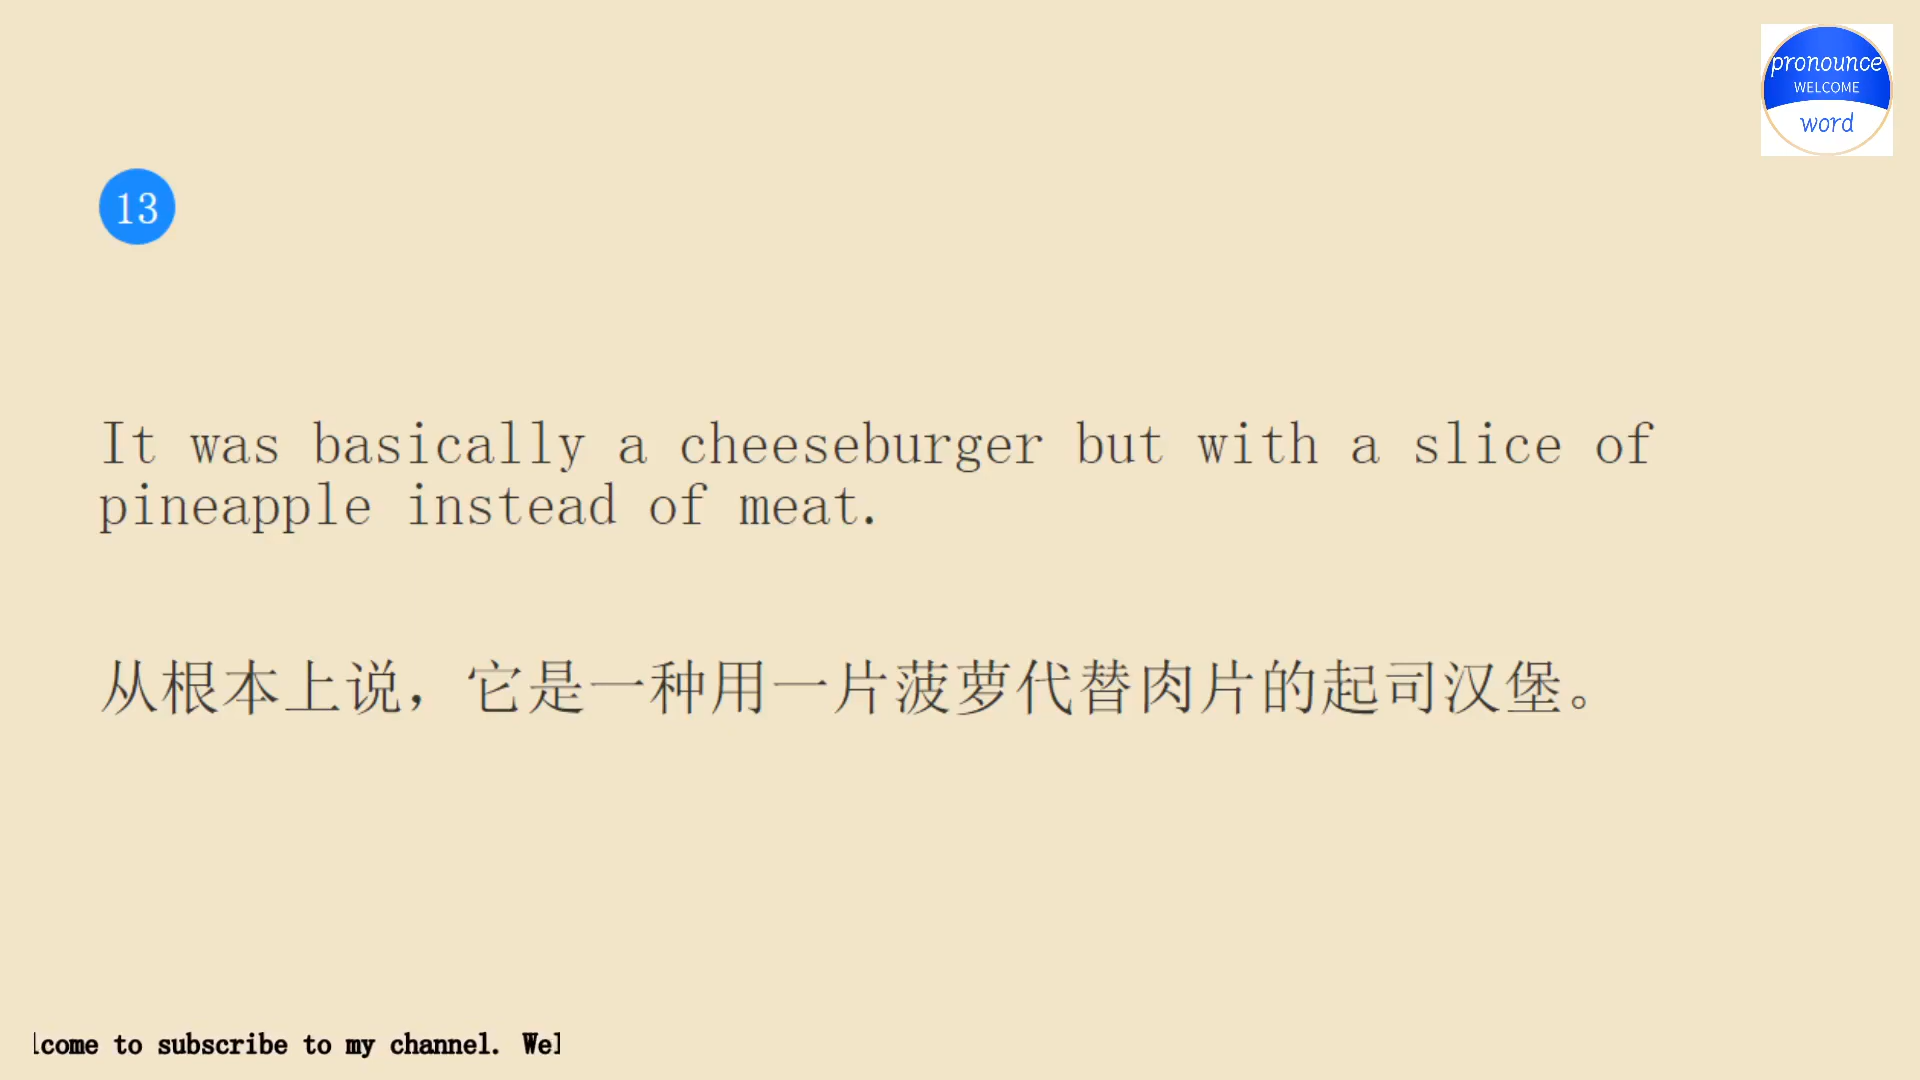 pronounce
WELCOME
word
13
It was basically a cheeseburger but with a slice of
pineapple instead of meat.
从根本上说，它是一种用一片菠萝代替肉片的起司汉堡。
lcome to subscribe to my channel. Wel